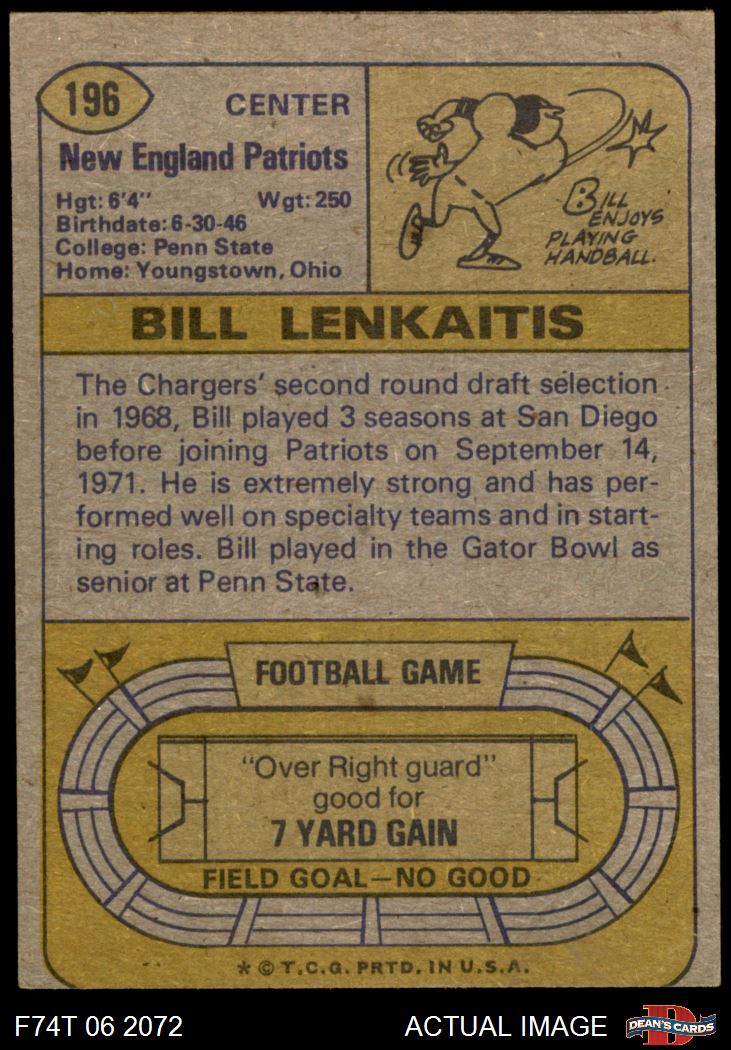 196
CENTER
New England Patriots
Hgt: 6'4" Wgt: 250
Birthdate: 6-30-46
College: Penn State
Home: Youngstown, Ohio
BILL
ENJOYS
PLAYING
HANDBALL.
BILL LENKAITIS
The Chargers' second round draft selection
in 1968, Bill played 3 seasons at San Diego
before joining Patriots on September 14,
1971. He is extremely strong and has per-
formed well on specialty teams and in start-
ing roles. Bill played in the Gator Bowl as
senior at Penn State.
FOOTBALL GAME
"Over Right guard"
good for
7 YARD GAIN
FIELD GOAL—NO GOOD
* © T.C.G. PRTD. IN U.S.A.
F74T 06 2072
ACTUAL IMAGE
D
DEAN'S CARDS